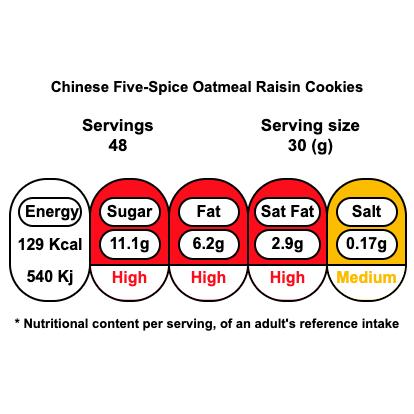 Chinese Five-Spice Oatmeal Raisin Cookies
Servings Serving size
48 30 (g)
Energy Sugar Fat Sat Fat Salt
129 Kcal 11.1g 6.2g 2.9g 0.17g
540 Kj High High High Medium
* Nutritional content per serving, of an adult's reference intake